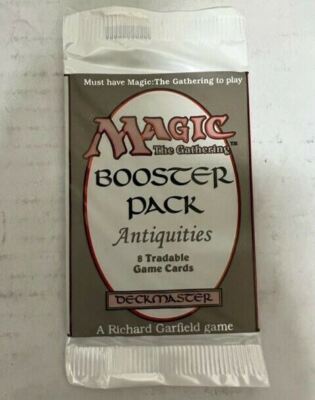 Must have Magic:The Gathering to play
MAGIC
The Gathering™
BOOSTER
PACK
Antiquities
8 Tradable
Game Cards
DECKMASTER
A Richard Garfield game